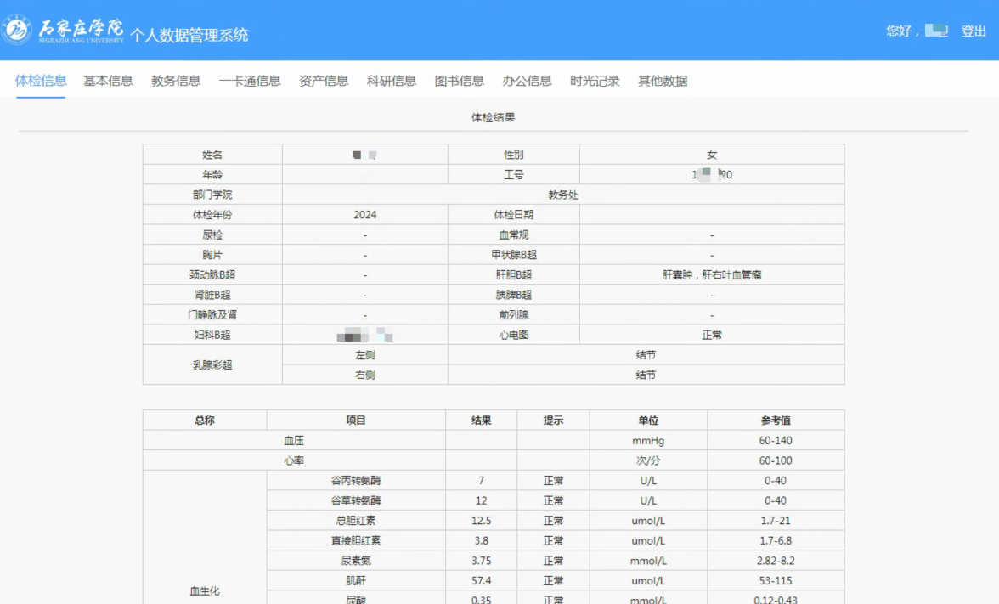 石家庄学院 个人数据管理系统
SHIJIAZHUANG UNIVERSITY
您好， 登出
体检信息 基本信息 教务信息 一卡通信息 资产信息 科研信息 图书信息 办公信息 时光记录 其他数据
体检结果
姓名 性别 女
年龄 工号 1 20
部门学院 教务处
体检年份 2024 体检日期
尿检 - 血常规 -
胸片 - 甲状腺B超 -
颈动脉B超 - 肝胆B超 肝囊肿，肝右叶血管瘤
肾脏B超 - 胰脾B超 -
门静脉及肾 - 前列腺 -
妇科B超 心电图 正常
乳腺彩超 左侧 结节
右侧 结节
总称 项目 结果 提示 单位 参考值
血压 mmHg 60-140
心率 次/分 60-100
谷丙转氨酶 7 正常 U/L 0-40
谷草转氨酶 12 正常 U/L 0-40
总胆红素 12.5 正常 umol/L 1.7-21
直接胆红素 3.8 正常 umol/L 1.7-6.8
尿素氮 3.75 正常 mmol/L 2.82-8.2
肌酐 57.4 正常 umol/L 53-115
血生化
尿酸 0.35 正常 mmol/L 0.12-0.43